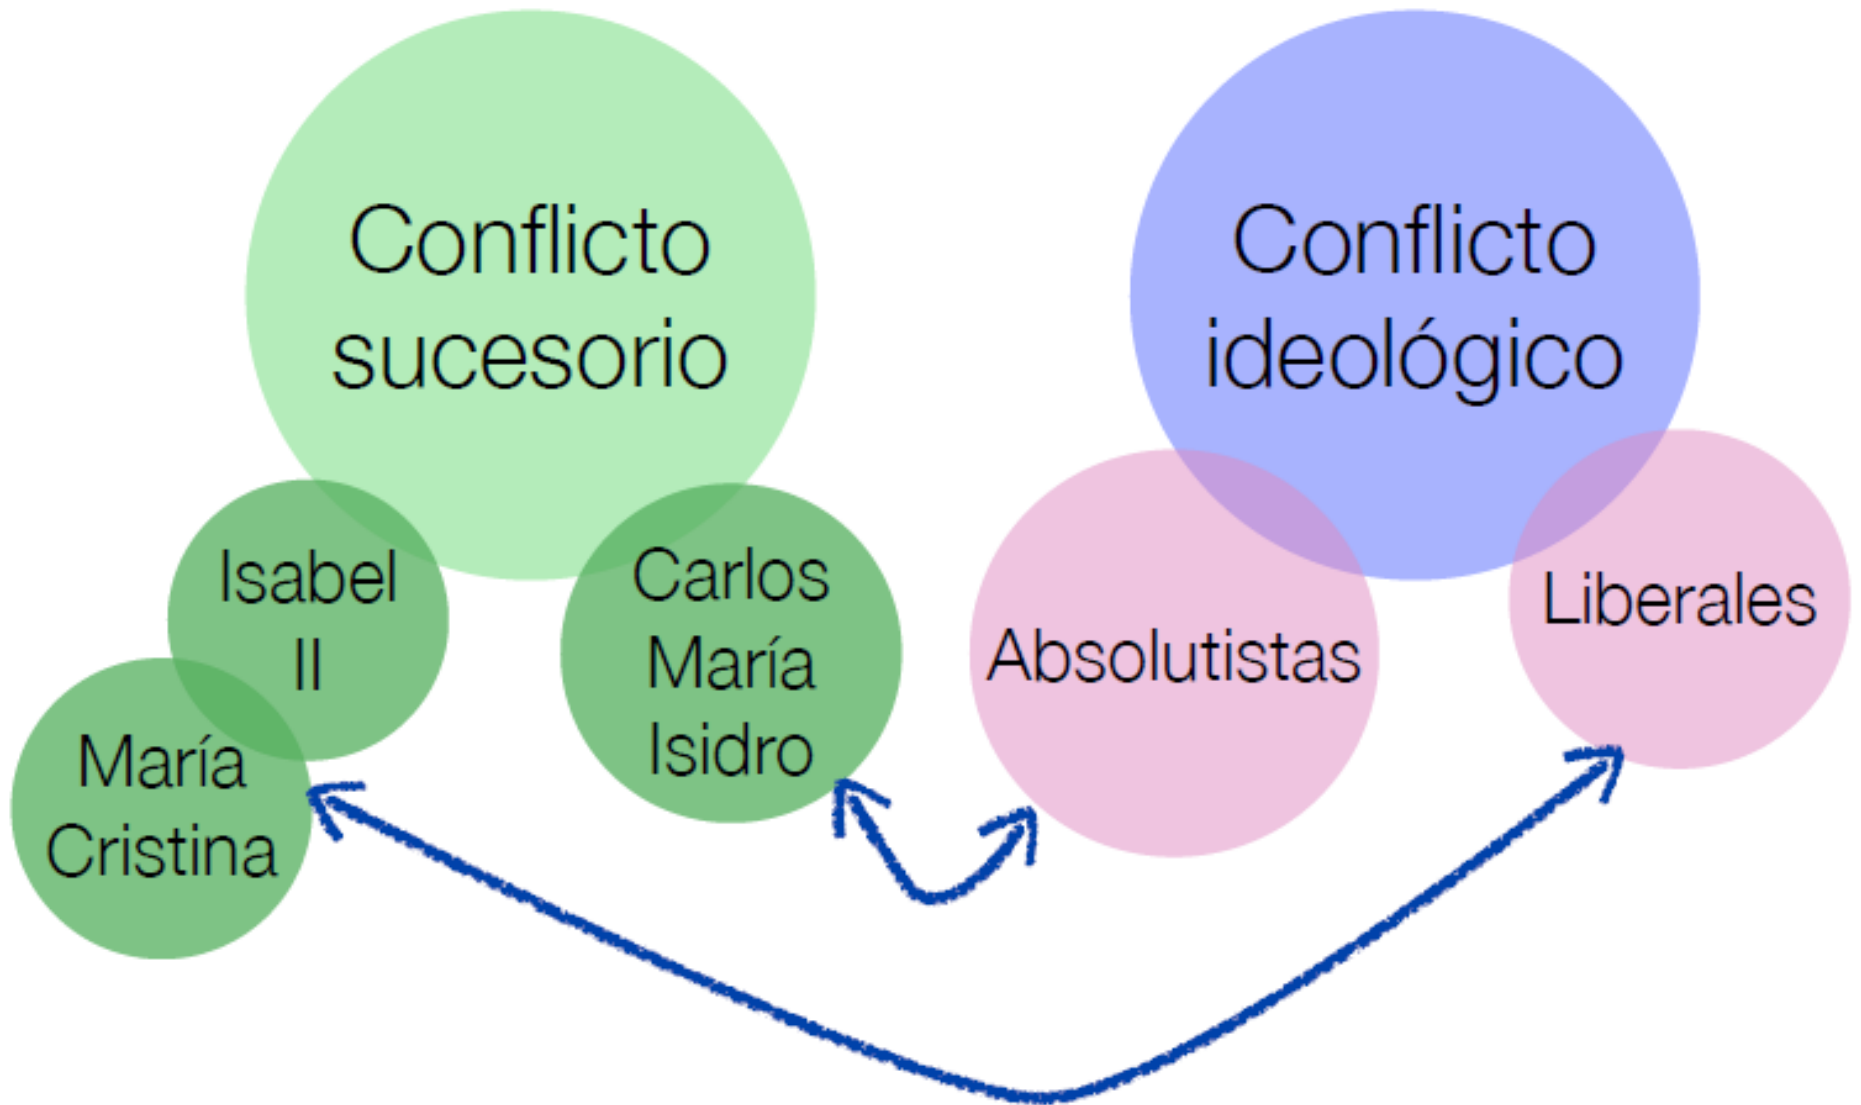 Conflicto
sucesorio
Conflicto
ideológico
Isabel
II
María
Cristina
Carlos
María
Isidro
Absolutistas
Liberales